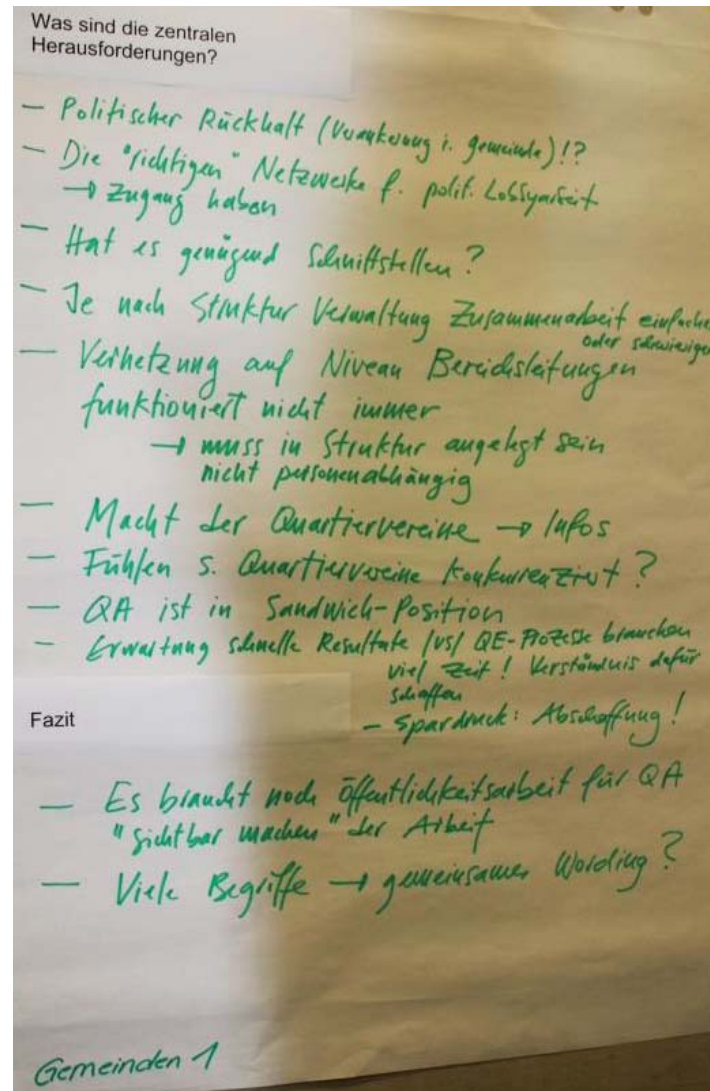 Was sind die zentralen
Herausforderungen?
– Politischer Rückhalt (Verankerung i. Gemeinde) !?
– Die "richtigen" Netzwerke f. polit. Lobbyarbeit
→ Zugang haben
– Hat es genügend Schnittstellen?
– Je nach Struktur Verwaltung Zusammenarbeit einfacher
oder schwieriger
– Vernetzung auf Niveau Bereichsleitungen
funktioniert nicht immer
→ muss in Struktur angelegt sein
nicht personenabhängig
– Macht der Quartiervereine → Infos
– Fühlen s. Quartiervereine konkurrenziert?
– QA ist in Sandwich-Position
– Erwartung schnelle Resultate /vs/ QE-Prozesse brauchen
viel Zeit! Verständnis dafür
schaffen
– Spardruck: Abschaffung!
Fazit
– Es braucht noch Öffentlichkeitsarbeit für QA
"sichtbar machen" der Arbeit
– Viele Begriffe → gemeinsames Wording?
Gemeinden 1